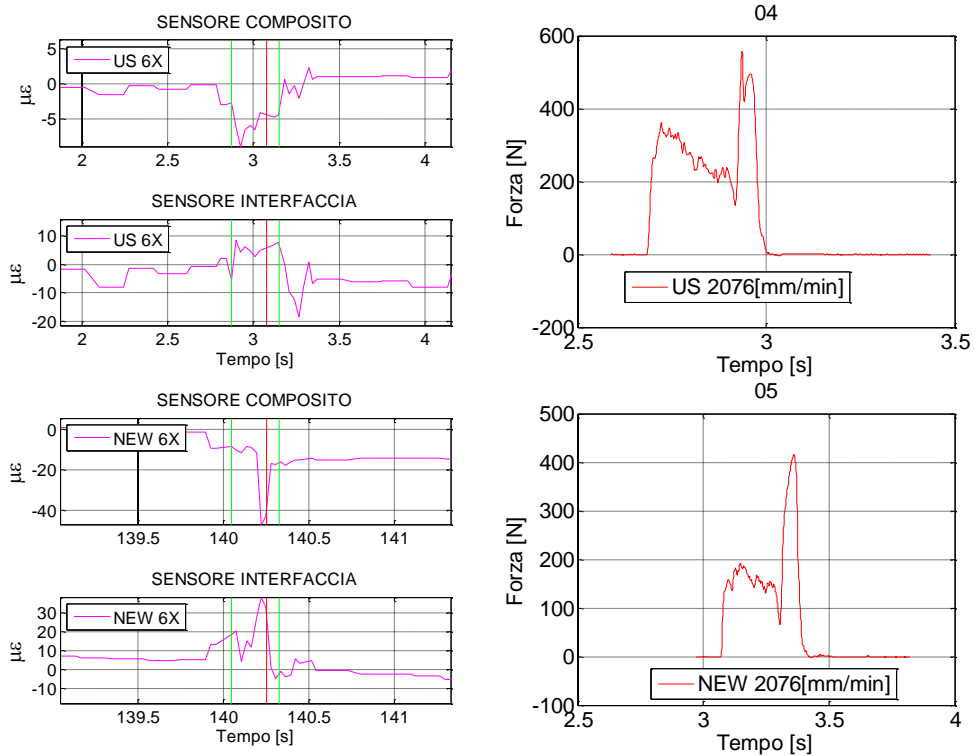 SENSORE COMPOSITO
5
0
-5
με
US 6X
2 2.5 3 3.5 4
SENSORE INTERFACCIA
10
0
-10
-20
με
US 6X
2 2.5 3 3.5 4
Tempo [s]
04
600
400
200
0
-200
Forza [N]
US 2076[mm/min]
2.5 3 3.5
Tempo [s]
SENSORE COMPOSITO
0
-20
-40
με
NEW 6X
139.5 140 140.5 141
SENSORE INTERFACCIA
30
20
10
0
-10
με
NEW 6X
139.5 140 140.5 141
Tempo [s]
05
500
400
300
200
100
0
-100
Forza [N]
NEW 2076[mm/min]
2.5 3 3.5 4
Tempo [s]